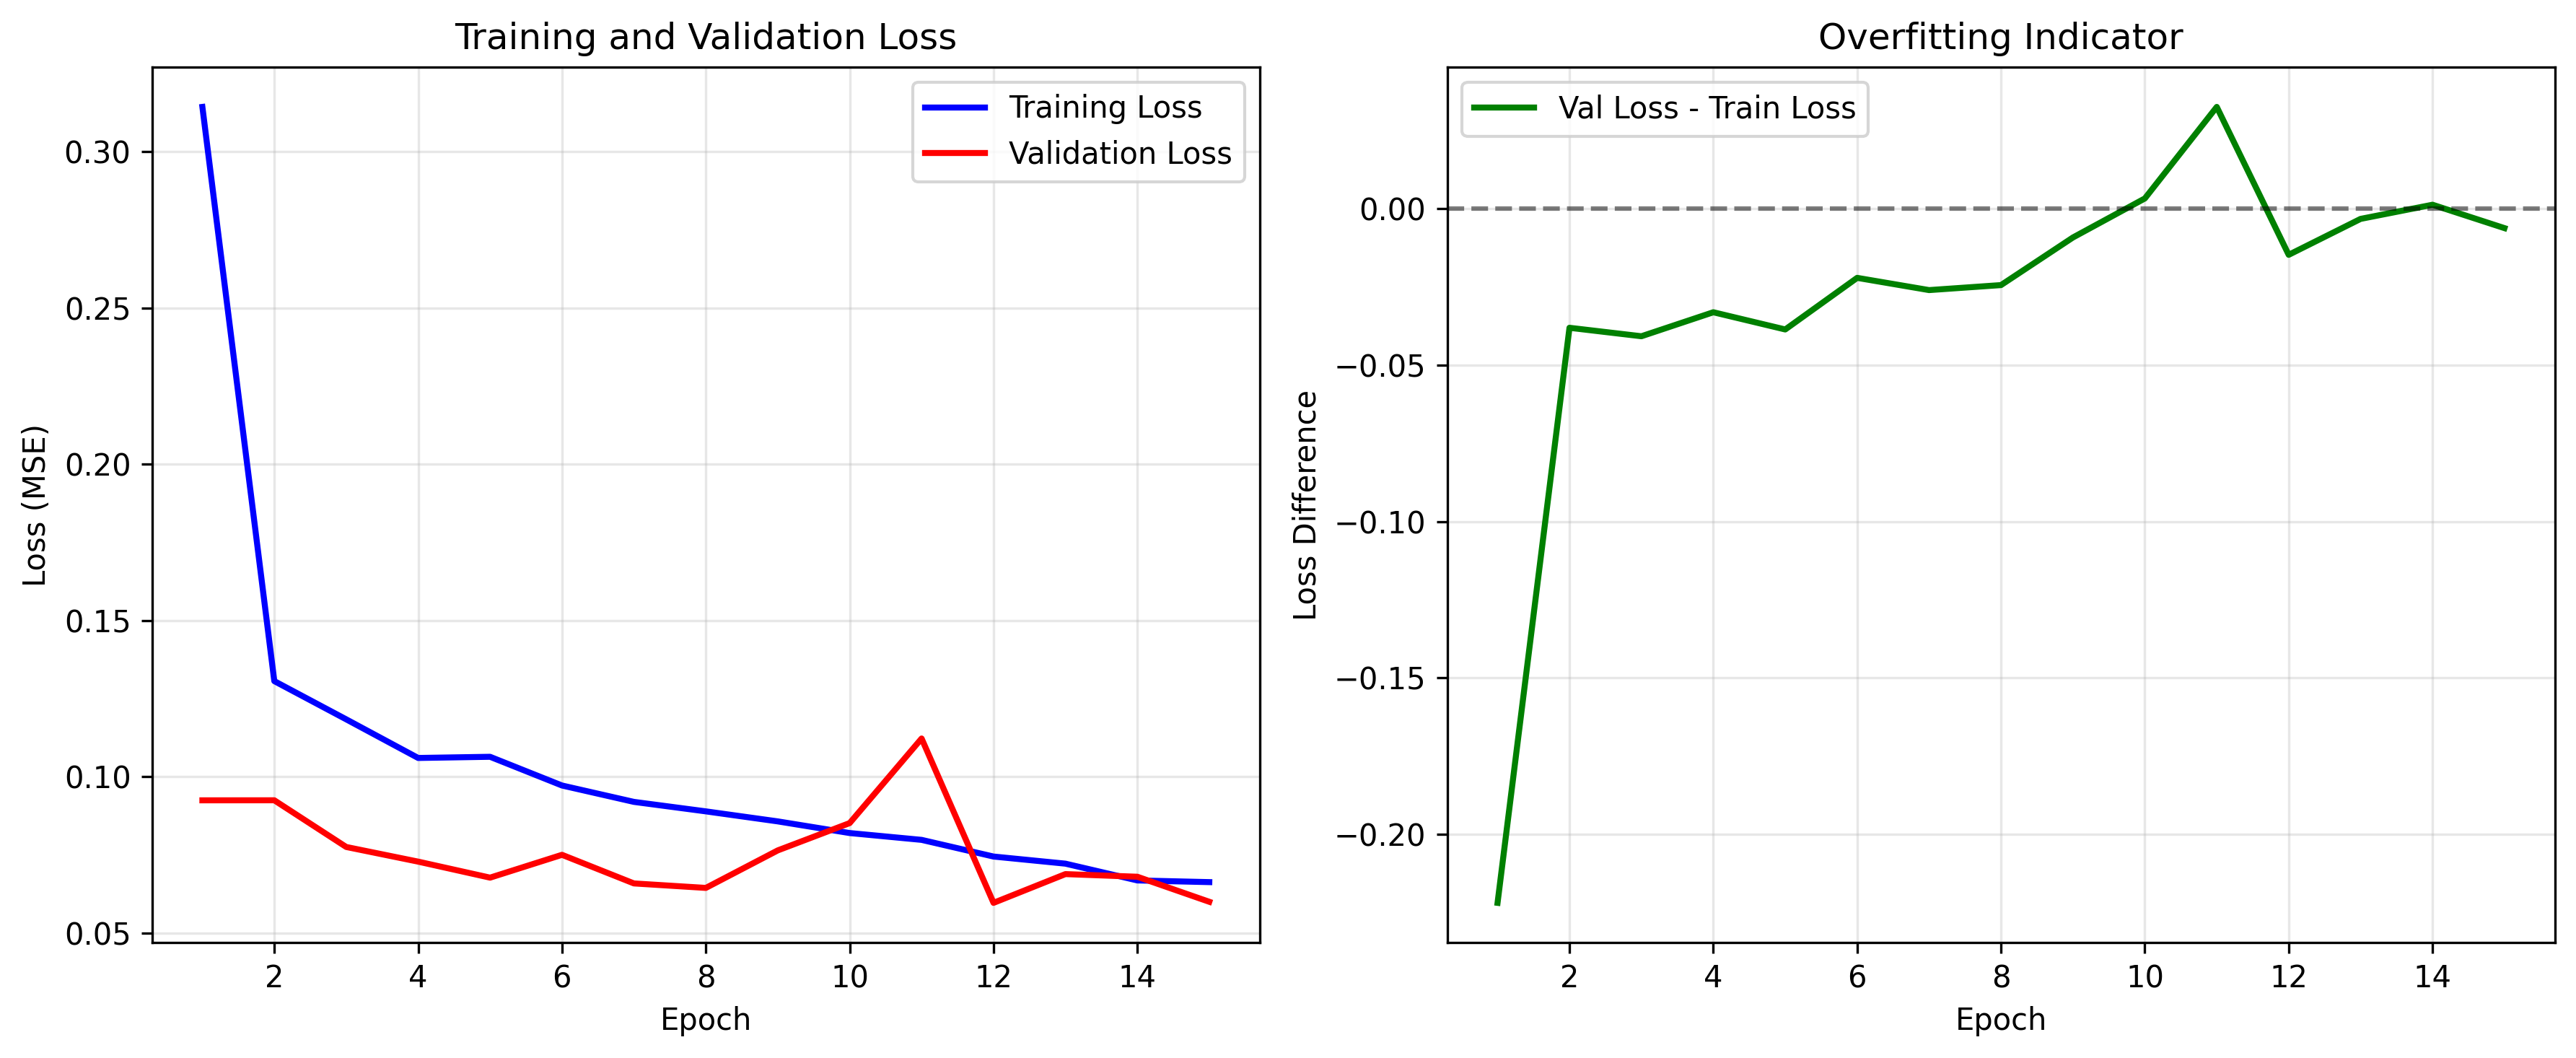 Training and Validation Loss
Training Loss
Validation Loss
0.30
0.25
0.20
0.15
0.10
0.05
Loss (MSE)
2 4 6 8 10 12 14
Epoch
Overfitting Indicator
Val Loss - Train Loss
0.00
−0.05
−0.10
−0.15
−0.20
Loss Difference
2 4 6 8 10 12 14
Epoch